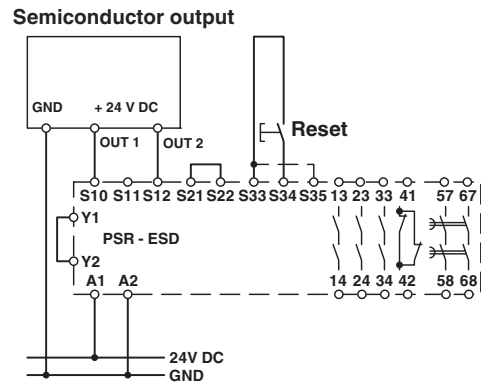 Semiconductor output
GND + 24 V DC
OUT 1 OUT 2
Reset
S10 S11 S12 S21 S22 S33 S34 S35 13 23 33 41 57 67
Y1
PSR - ESD
Y2
A1 A2
14 24 34 42 58 68
24V DC
GND